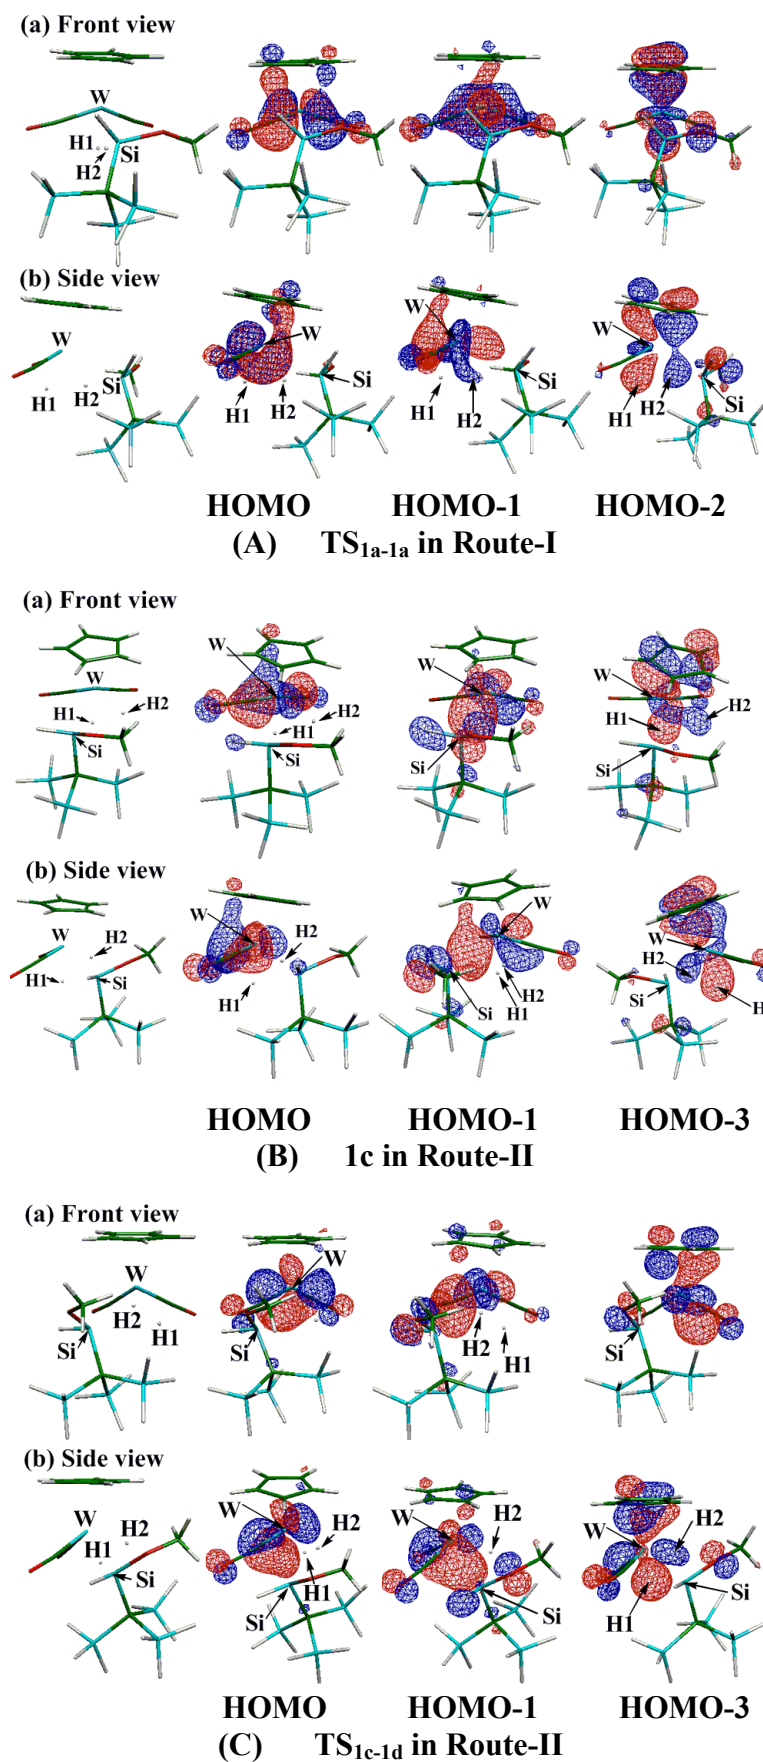 (a) Front view
W
H1
Si
H2
(b) Side view
W
W
W
Si
Si
Si
H1
H2
H1
H2
H1
H2
H1
H2
Si
HOMO HOMO-1 HOMO-2
(A) TS1a-1a in Route-I
(a) Front view
W
W
W
W
H1
H2
H2
H1
H2
H1
Si
Si
Si
Si
(b) Side view
W
W
W
H2
H2
H2
H1
Si
H1
Si
H2
H1
Si
H
HOMO HOMO-1 HOMO-3
(B) 1c in Route-II
(a) Front view
W
W
H2
H1
Si
Si
H2
H1
Si
(b) Side view
W
H2
H1
Si
W
H2
H1
Si
W
H2
Si
W
H2
H1
Si
HOMO HOMO-1 HOMO-3
(C) TS1c-1d in Route-II